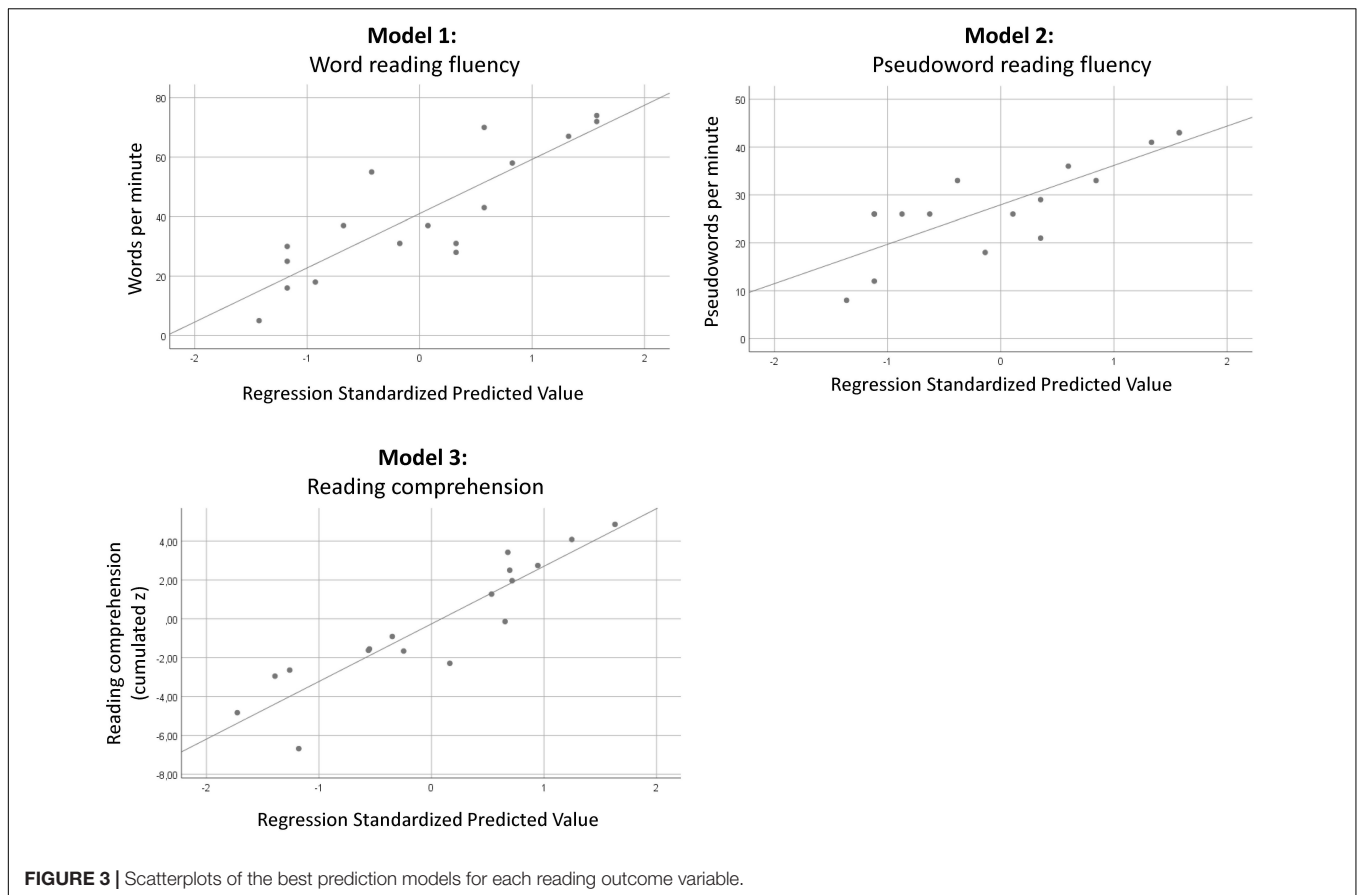 Model 1:
Word reading fluency
80
60
40
20
0
Words per minute
-2 -1 0 1 2
Regression Standardized Predicted Value
Model 2:
Pseudoword reading fluency
50
40
30
20
10
0
Pseudowords per minute
-2 -1 0 1 2
Regression Standardized Predicted Value
Model 3:
Reading comprehension
4,00
2,00
,00
-2,00
-4,00
-6,00
-8,00
Reading comprehension
(cumulated z)
-2 -1 0 1 2
Regression Standardized Predicted Value
FIGURE 3 | Scatterplots of the best prediction models for each reading outcome variable.